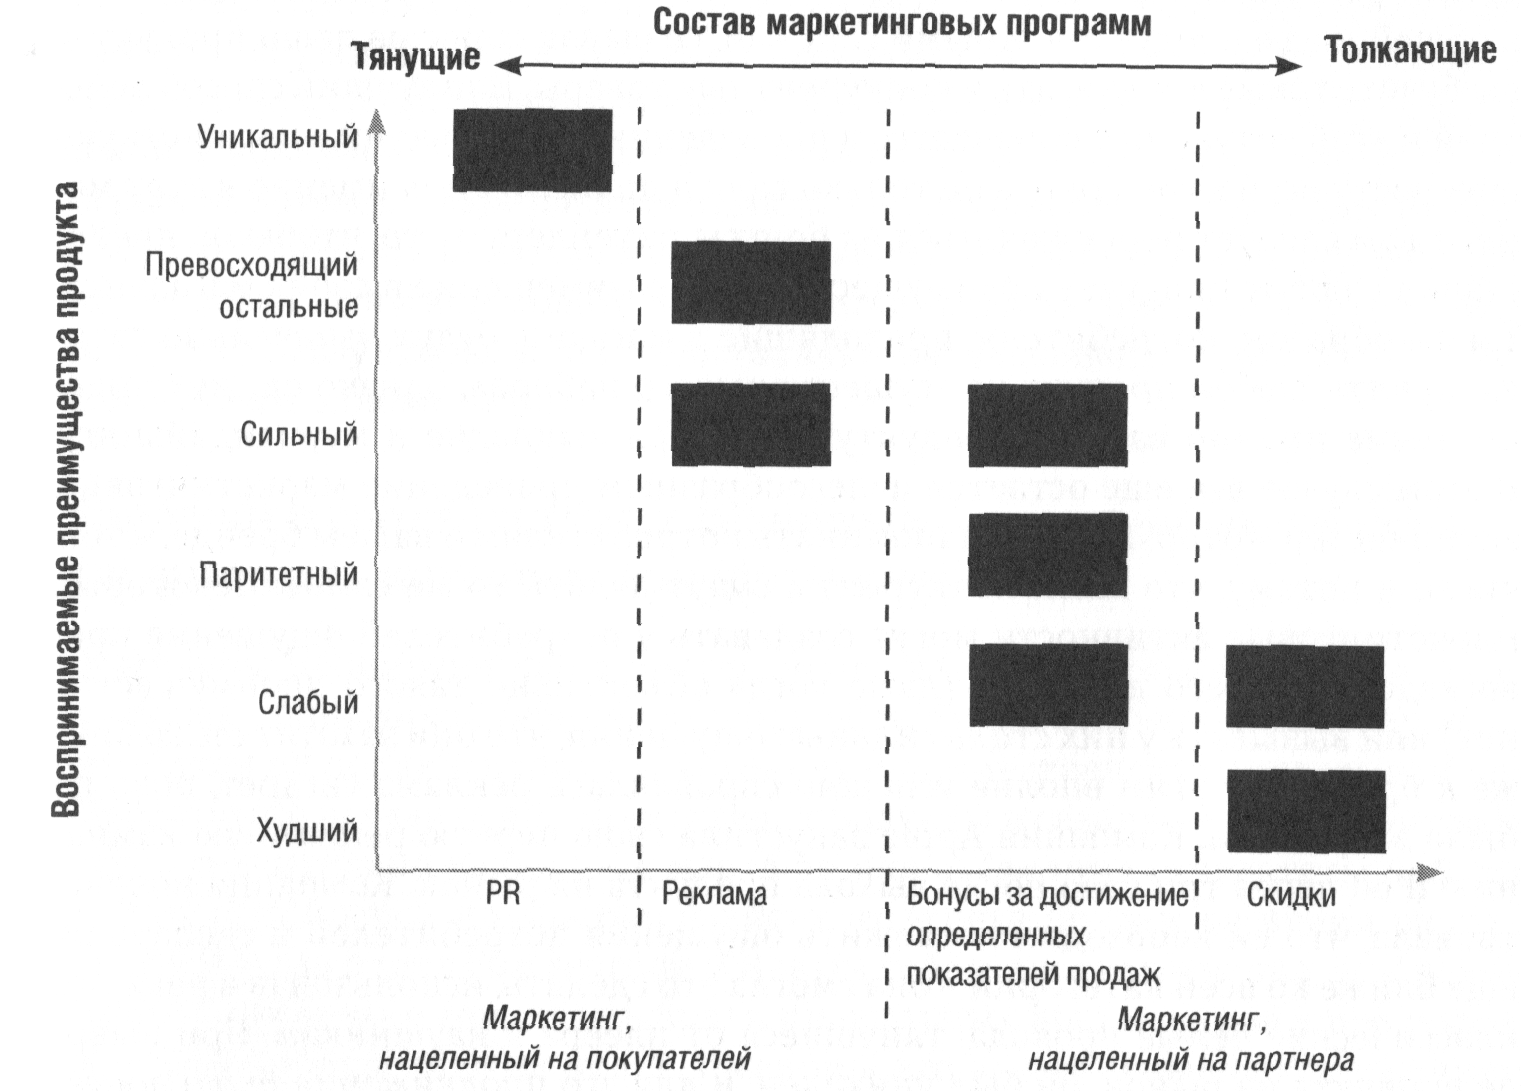 Состав маркетинговых программ
Тянущие
Толкающие
Воспринимаемые преимущества продукта
Уникальный
Превосходящий
остальные
Сильный
Паритетный
Слабый
Худший
PR
Реклама
Бонусы за достижение
определенных
показателей продаж
Скидки
Маркетинг,
нацеленный на покупателей
Маркетинг,
нацеленный на партнера